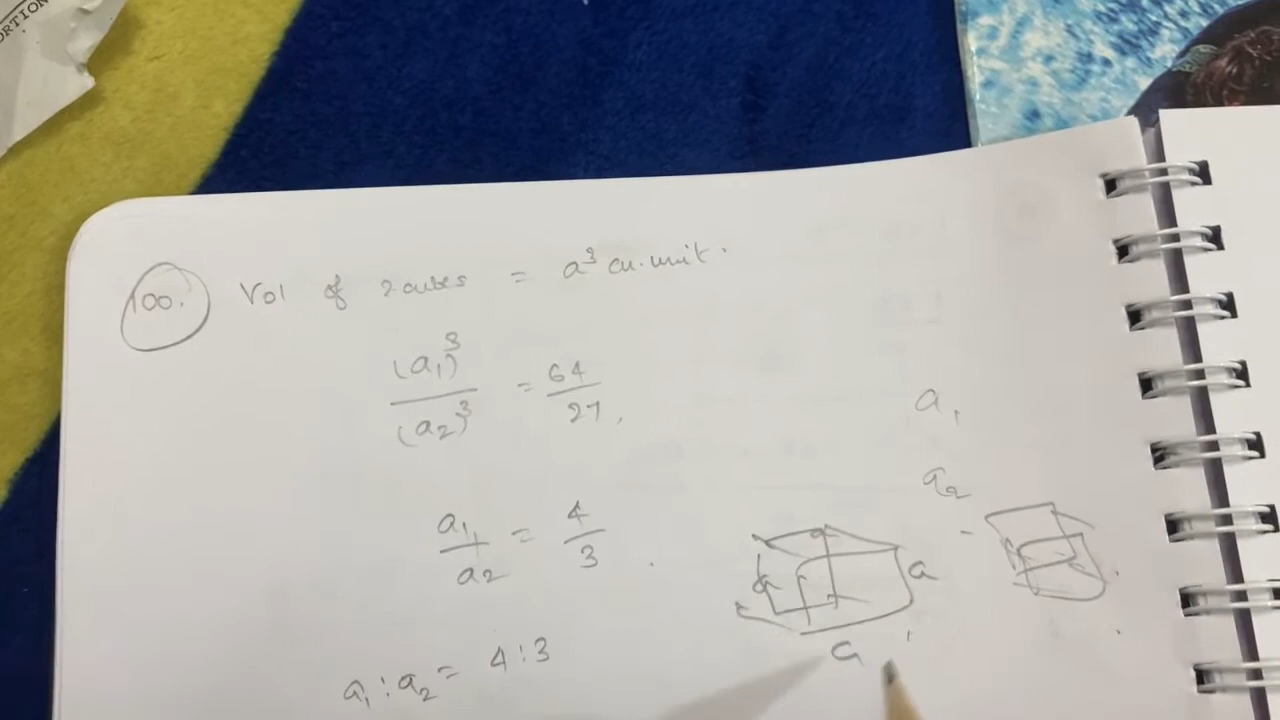 ORTION
100. Vol of 2 cubes = a³ cu.unit.
(a₁)³ / (a₂)³ = 64 / 27
a₁
a₂
a₁ / a₂ = 4 / 3
a a
a
a₁ : a₂ = 4 : 3